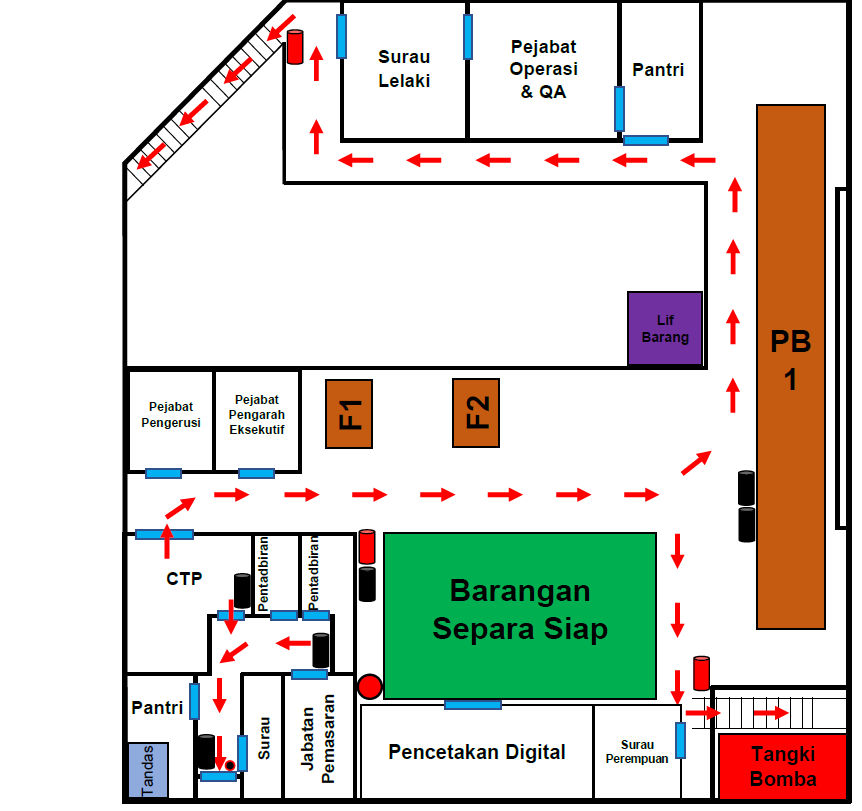 Surau
Lelaki
Pejabat
Operasi
& QA
Pantri
PB
1
Lif
Barang
Pejabat
Pengerusi
Pejabat
Pengarah
Eksekutif
F1
F2
CTP
Pentadbiran
Pentadbiran
Barangan
Separa Siap
Pantri
Tandas
Surau
Jabatan
Pemasaran
Pencetakan Digital
Surau
Perempuan
Tangki
Bomba